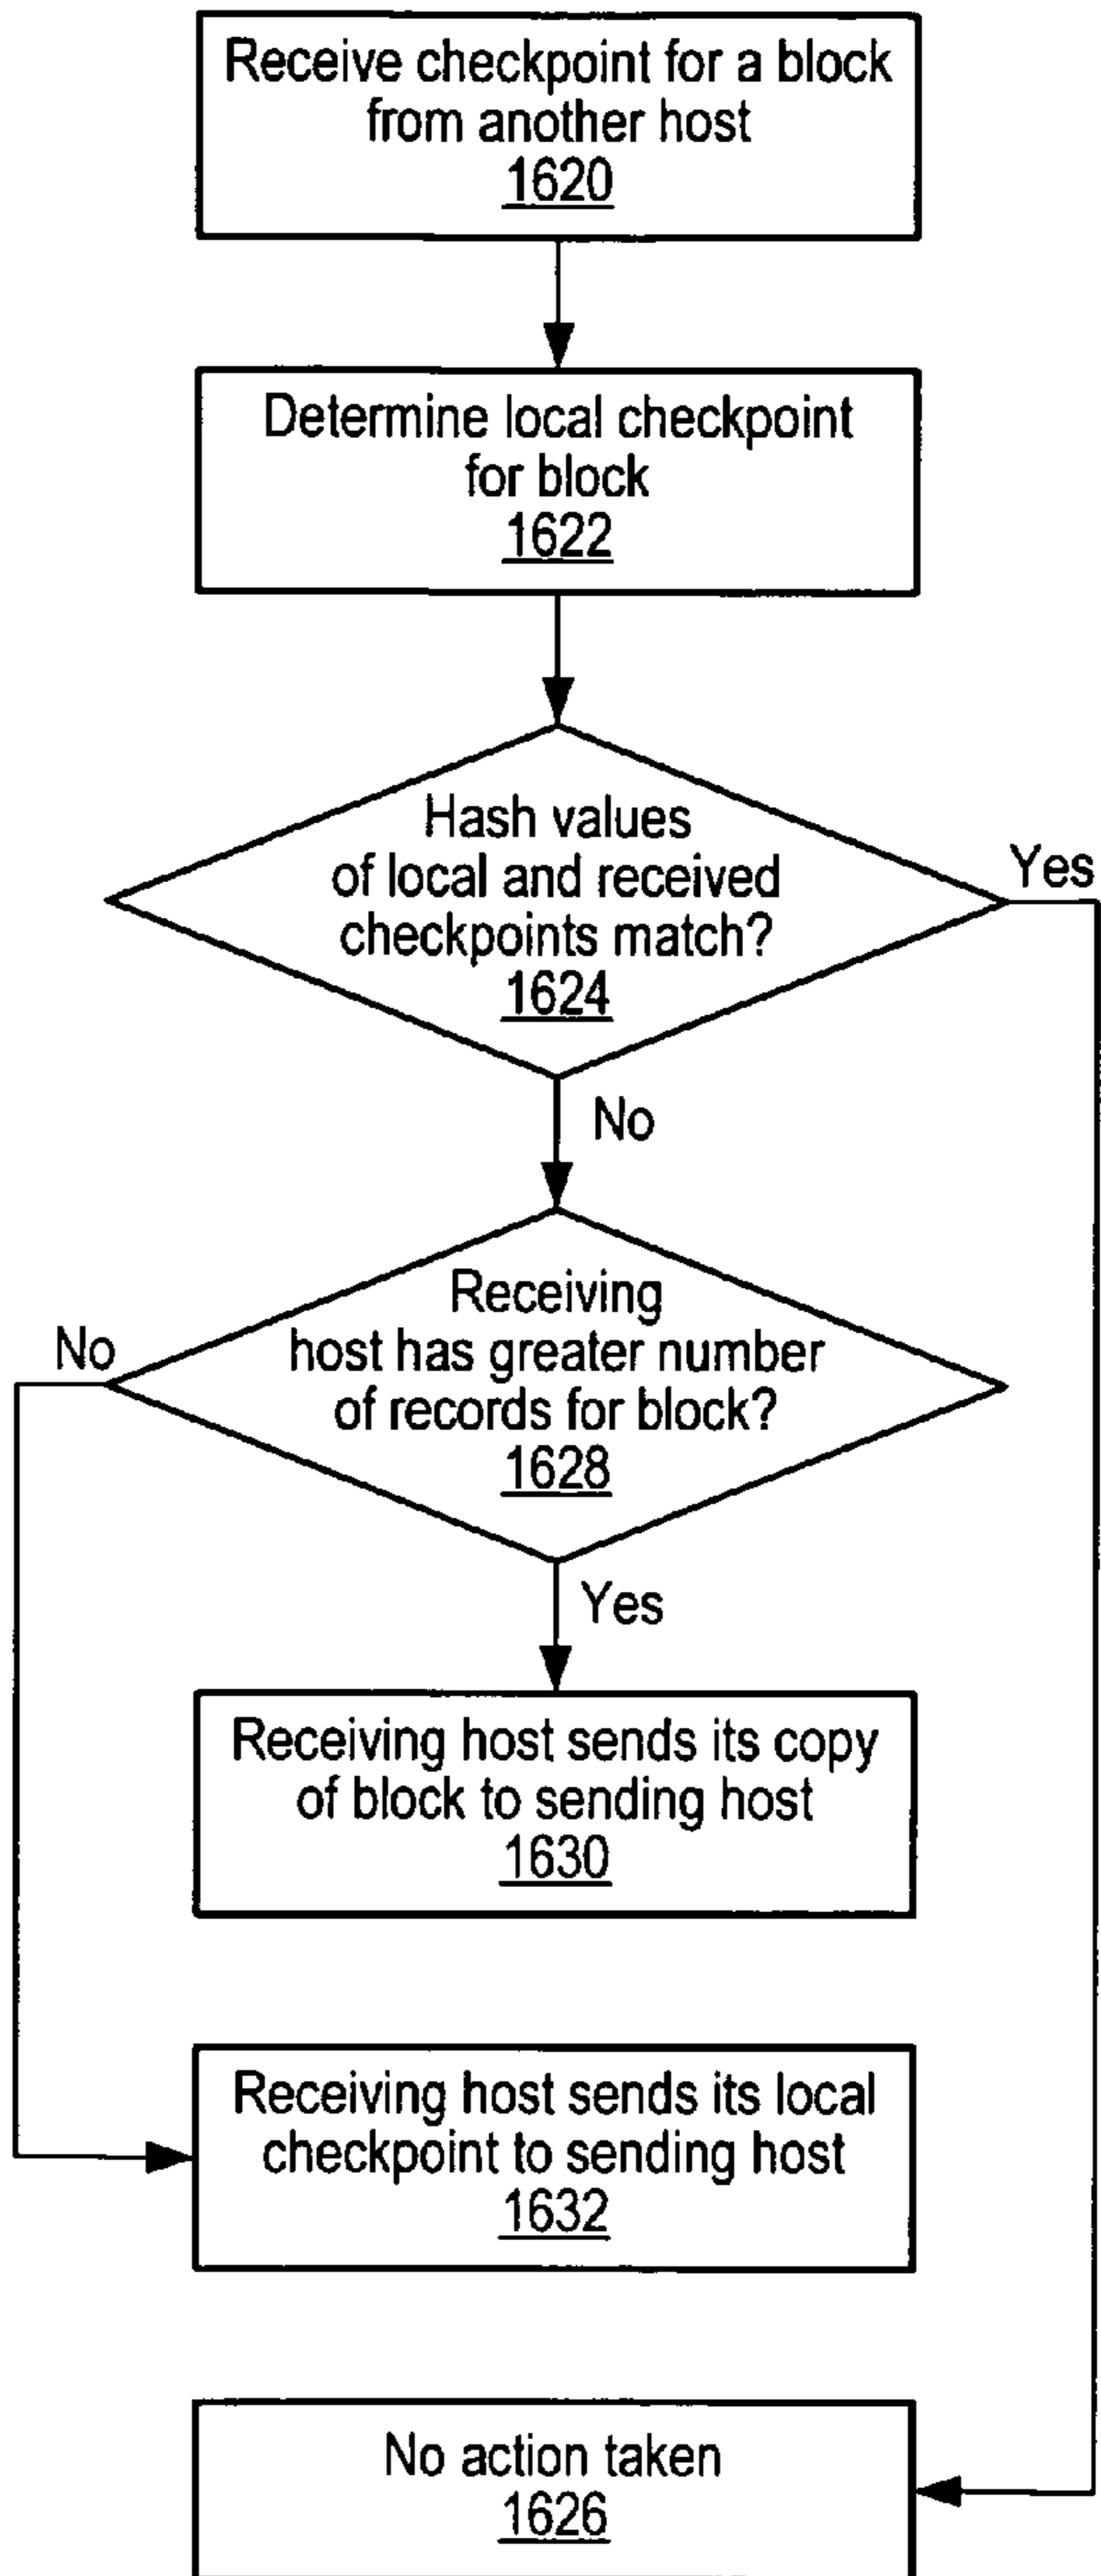 Receive checkpoint for a block
from another host
1620
Determine local checkpoint
for block
1622
Hash values
of local and received
checkpoints match?
1624
Yes
No
Receiving
host has greater number
of records for block?
1628
No
Yes
Receiving host sends its copy
of block to sending host
1630
Receiving host sends its local
checkpoint to sending host
1632
No action taken
1626